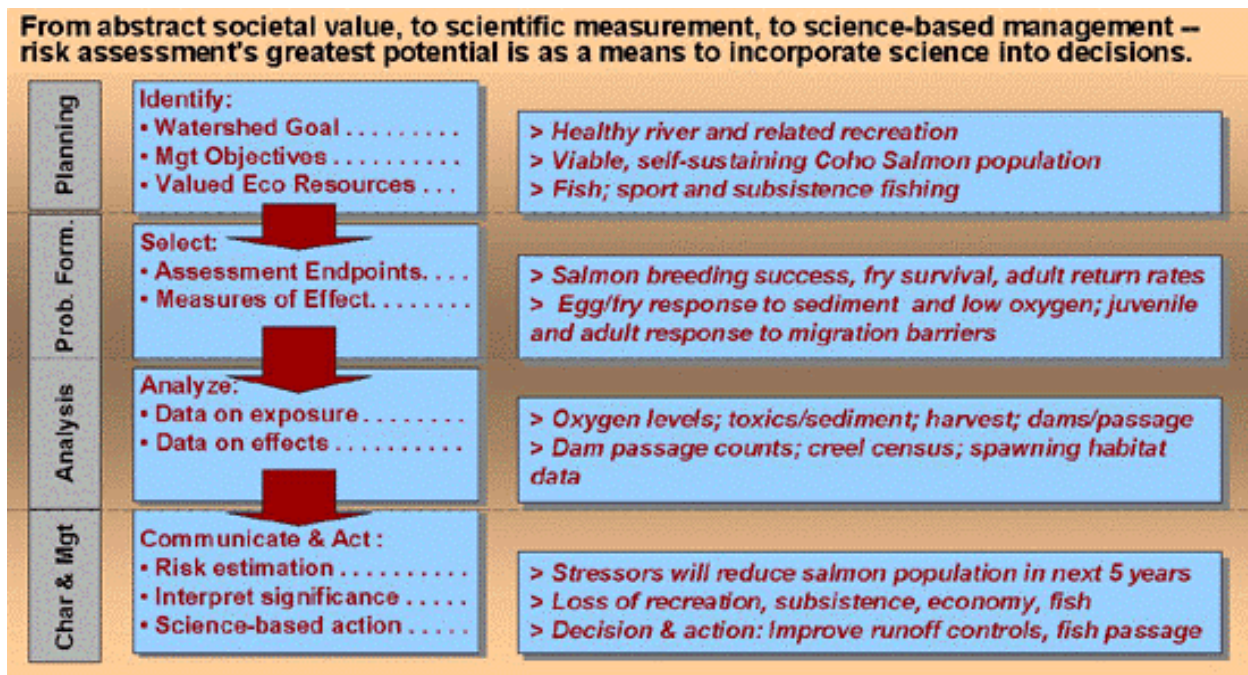 From abstract societal value, to scientific measurement, to science-based management --
risk assessment's greatest potential is as a means to incorporate science into decisions.
Planning
Identify:
• Watershed Goal . . . . . . . . .
• Mgt Objectives . . . . . . . . . .
• Valued Eco Resources . . .
> Healthy river and related recreation
> Viable, self-sustaining Coho Salmon population
> Fish; sport and subsistence fishing
Prob. Form.
Select:
• Assessment Endpoints. . . .
• Measures of Effect. . . . . . . .
> Salmon breeding success, fry survival, adult return rates
> Egg/fry response to sediment and low oxygen; juvenile
and adult response to migration barriers
Analysis
Analyze:
• Data on exposure . . . . . . . .
• Data on effects . . . . . . . . . .
> Oxygen levels; toxics/sediment; harvest; dams/passage
> Dam passage counts; creel census; spawning habitat
data
Char & Mgt
Communicate & Act :
• Risk estimation . . . . . . . . . .
• Interpret significance . . . . .
• Science-based action . . . . .
> Stressors will reduce salmon population in next 5 years
> Loss of recreation, subsistence, economy, fish
> Decision & action: Improve runoff controls, fish passage